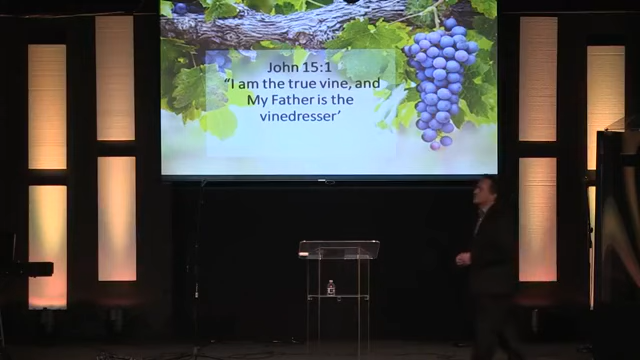 John 15:1
“I am the true vine, and
My Father is the
vinedresser’